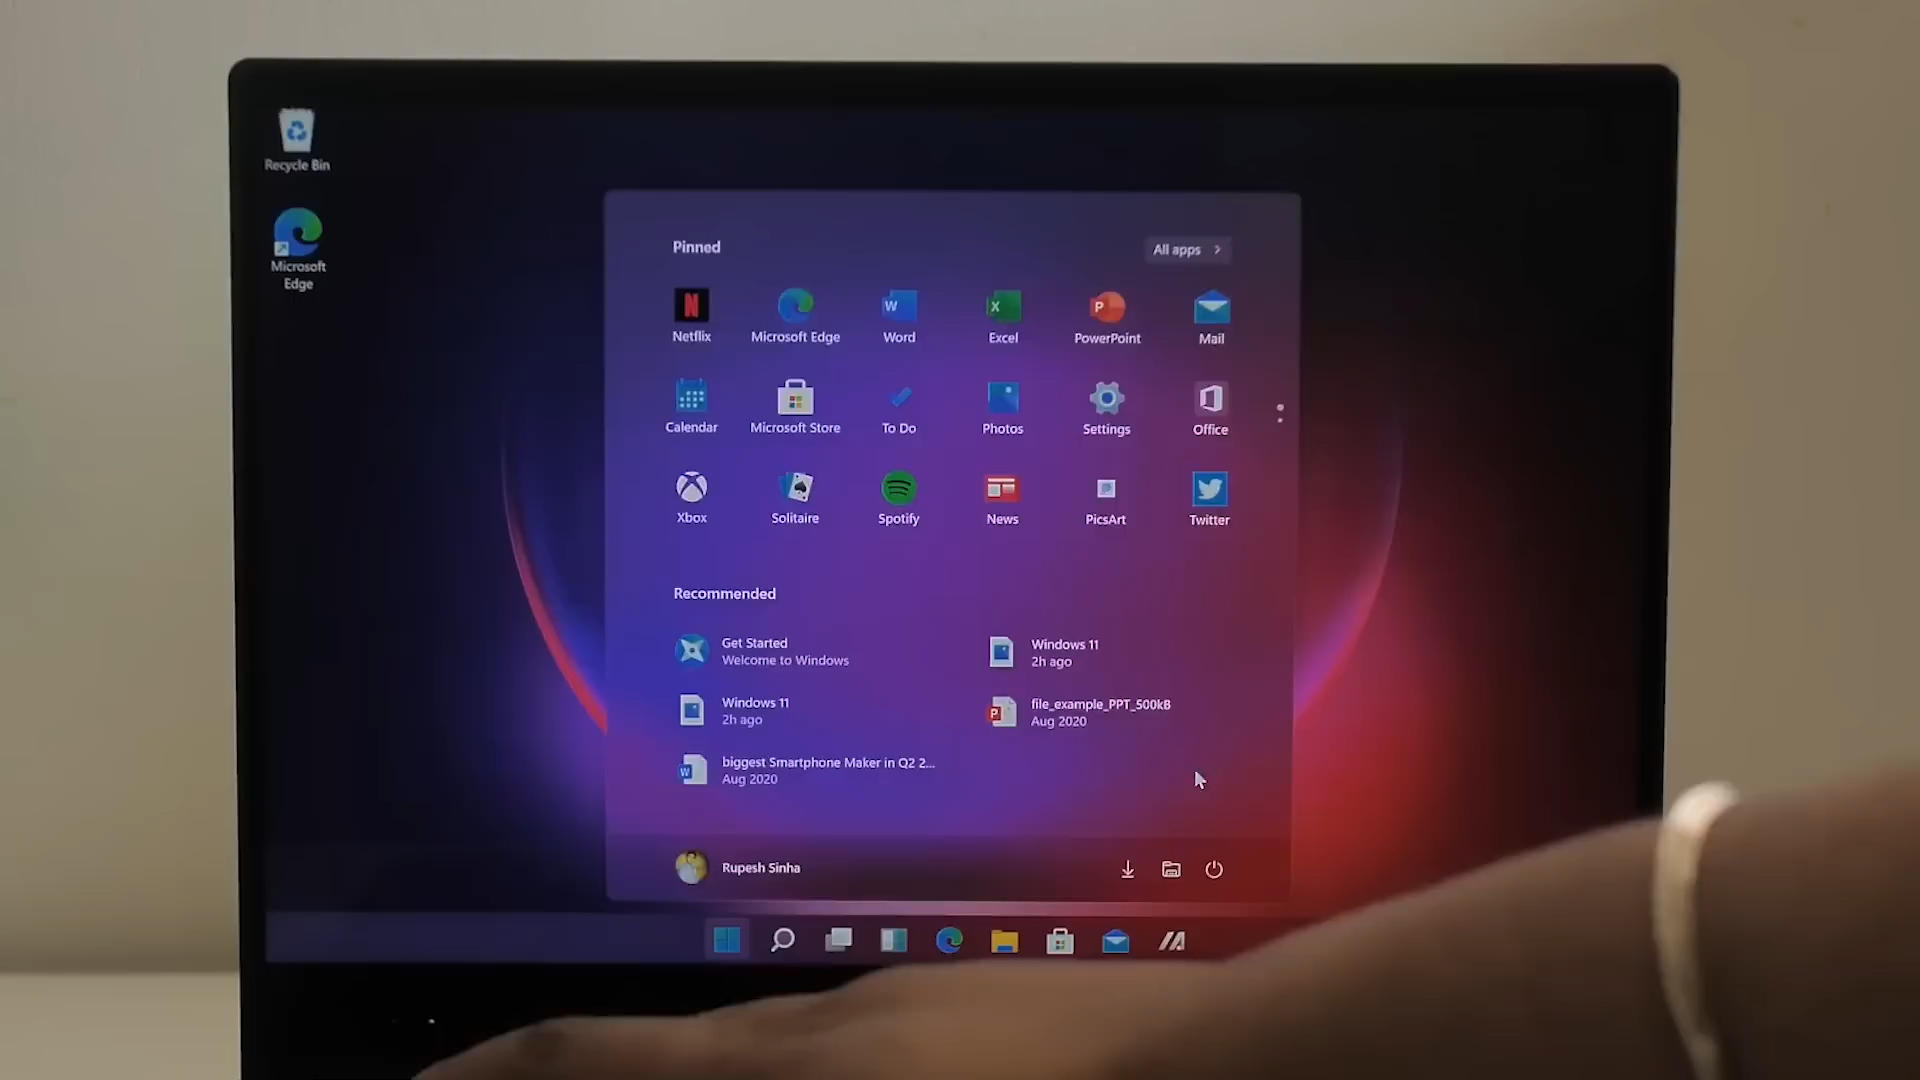 Recycle Bin
Microsoft
Edge
Pinned
All apps
Netflix
Microsoft Edge
Word
Excel
PowerPoint
Mail
Calendar
Microsoft Store
To Do
Photos
Settings
Office
Xbox
Solitaire
Spotify
News
PicsArt
Twitter
Recommended
Get Started
Welcome to Windows
Windows 11
2h ago
Windows 11
2h ago
file_example_PPT_500kB
Aug 2020
biggest Smartphone Maker in Q2 2...
Aug 2020
Rupesh Sinha